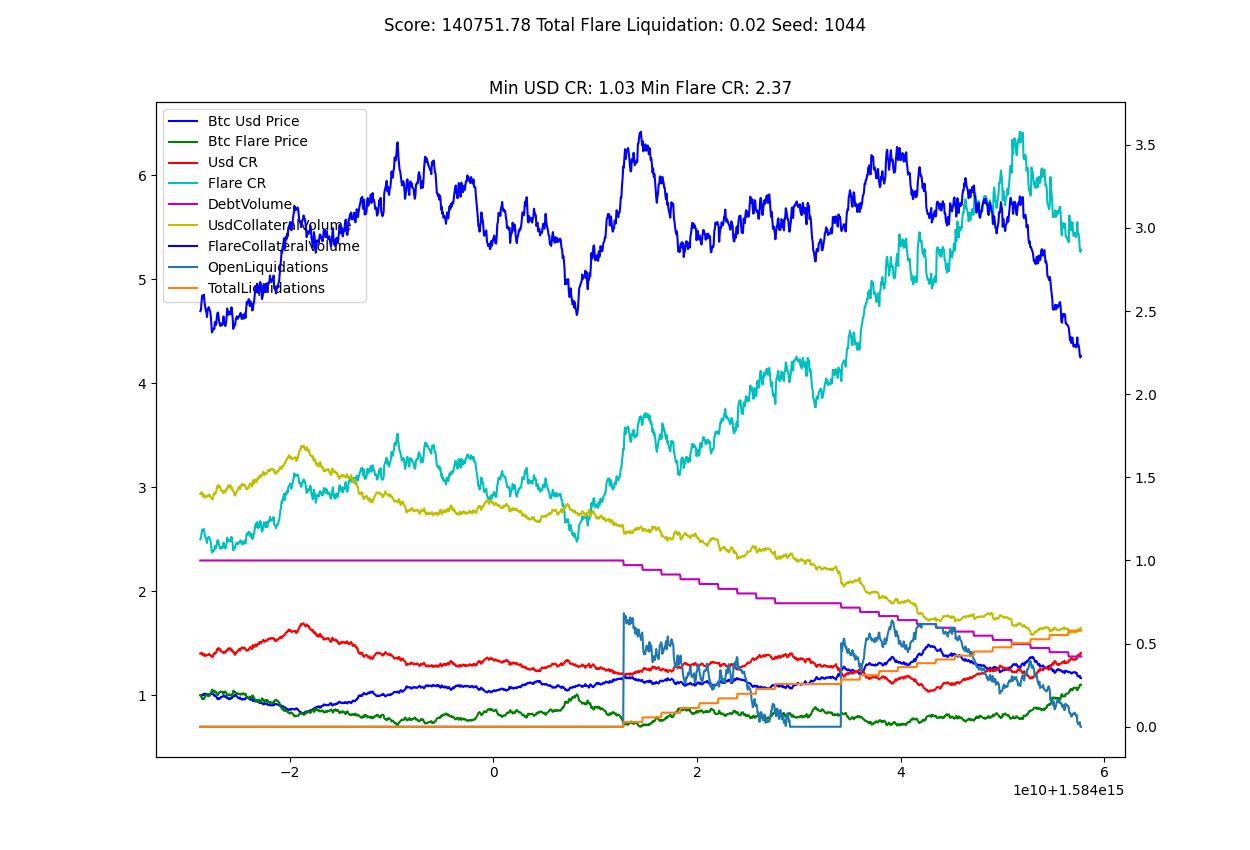 Score: 140751.78 Total Flare Liquidation: 0.02 Seed: 1044
Min USD CR: 1.03 Min Flare CR: 2.37
Btc Usd Price
Btc Flare Price
Usd CR
Flare CR
DebtVolume
UsdCollateralVolume
FlareCollateralVolume
OpenLiquidations
TotalLiquidations
6
5
4
3
2
1
3.5
3.0
2.5
2.0
1.5
1.0
0.5
0.0
−2
0
2
4
6
1e10+1.584e15